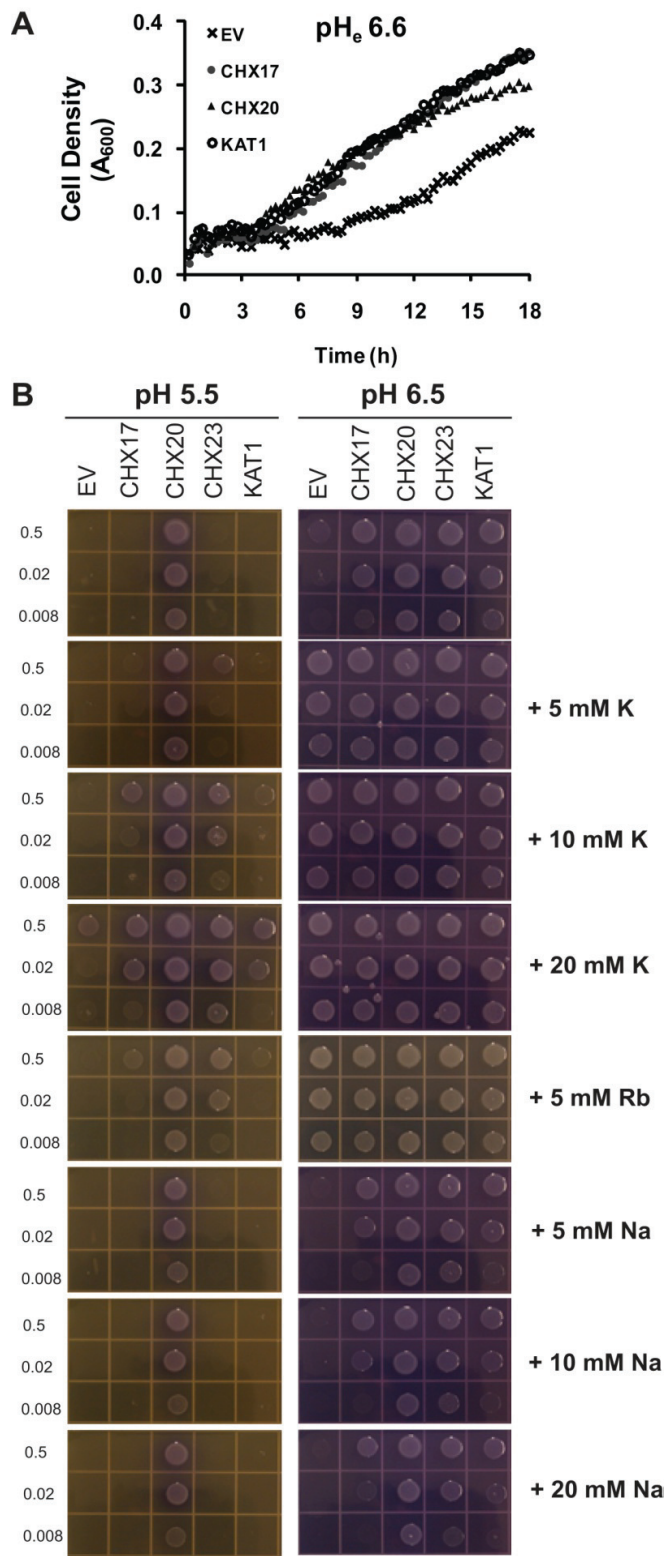 A
pHe 6.6
EV
CHX17
CHX20
KAT1
Cell Density
(A600)
0.4
0.3
0.2
0.1
0.0
0 3 6 9 12 15 18
Time (h)
B
pH 5.5 pH 6.5
EV CHX17 CHX20 CHX23 KAT1 EV CHX17 CHX20 CHX23 KAT1
0.5
0.02
0.008
0.5
0.02 + 5 mM K
0.008
0.5
0.02 + 10 mM K
0.008
0.5
0.02 + 20 mM K
0.008
0.5
0.02 + 5 mM Rb
0.008
0.5
0.02 + 5 mM Na
0.008
0.5
0.02 + 10 mM Na
0.008
0.5
0.02 + 20 mM Na
0.008